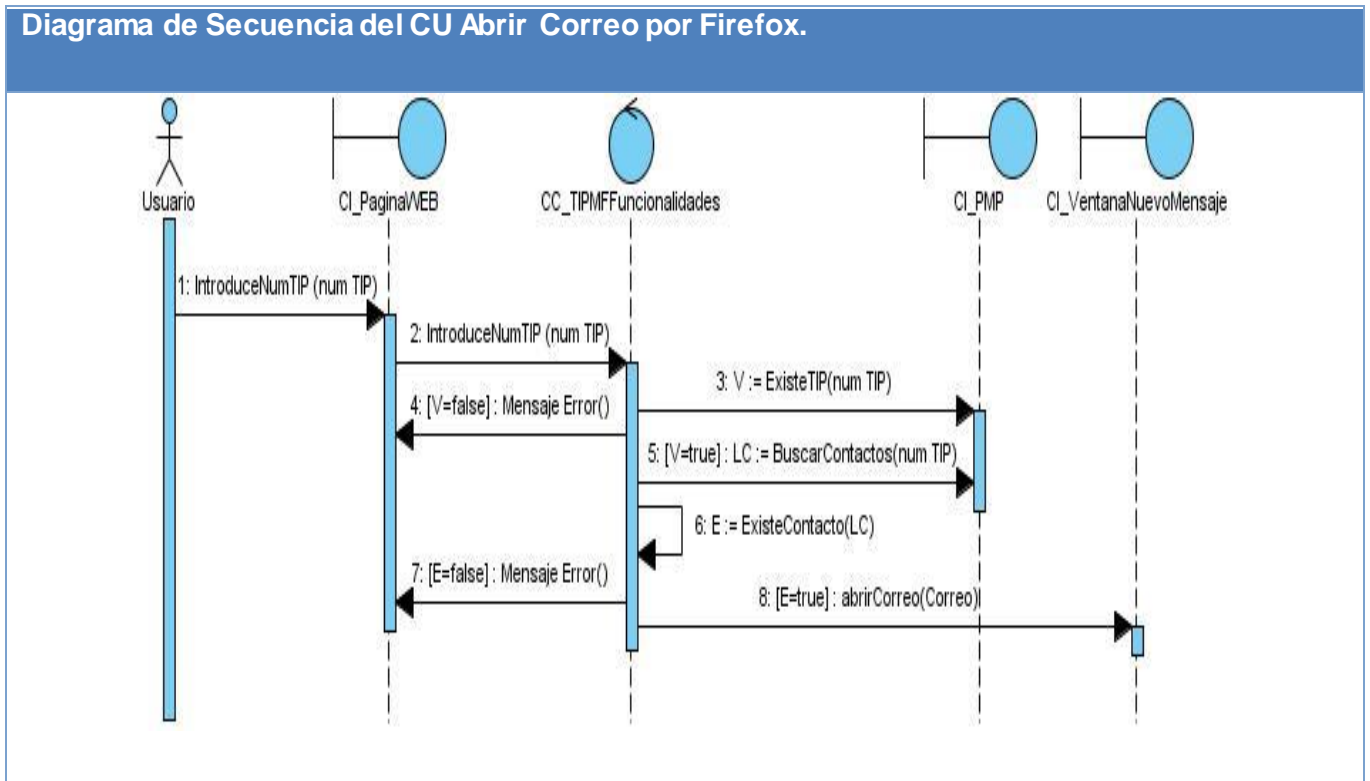 Diagrama de Secuencia del CU Abrir Correo por Firefox.
Usuario
CI_PaginaWEB
CC_TIPMFFuncionalidades
CI_PMP
CI_VentanaNuevoMensaje
1: IntroduceNumTIP (num TIP)
2: IntroduceNumTIP (num TIP)
3: V := ExisteTIP(num TIP)
4: [V=false] : Mensaje Error()
5: [V=true] : LC := BuscarContactos(num TIP)
6: E := ExisteContacto(LC)
7: [E=false] : Mensaje Error()
8: [E=true] : abrirCorreo(Correo)